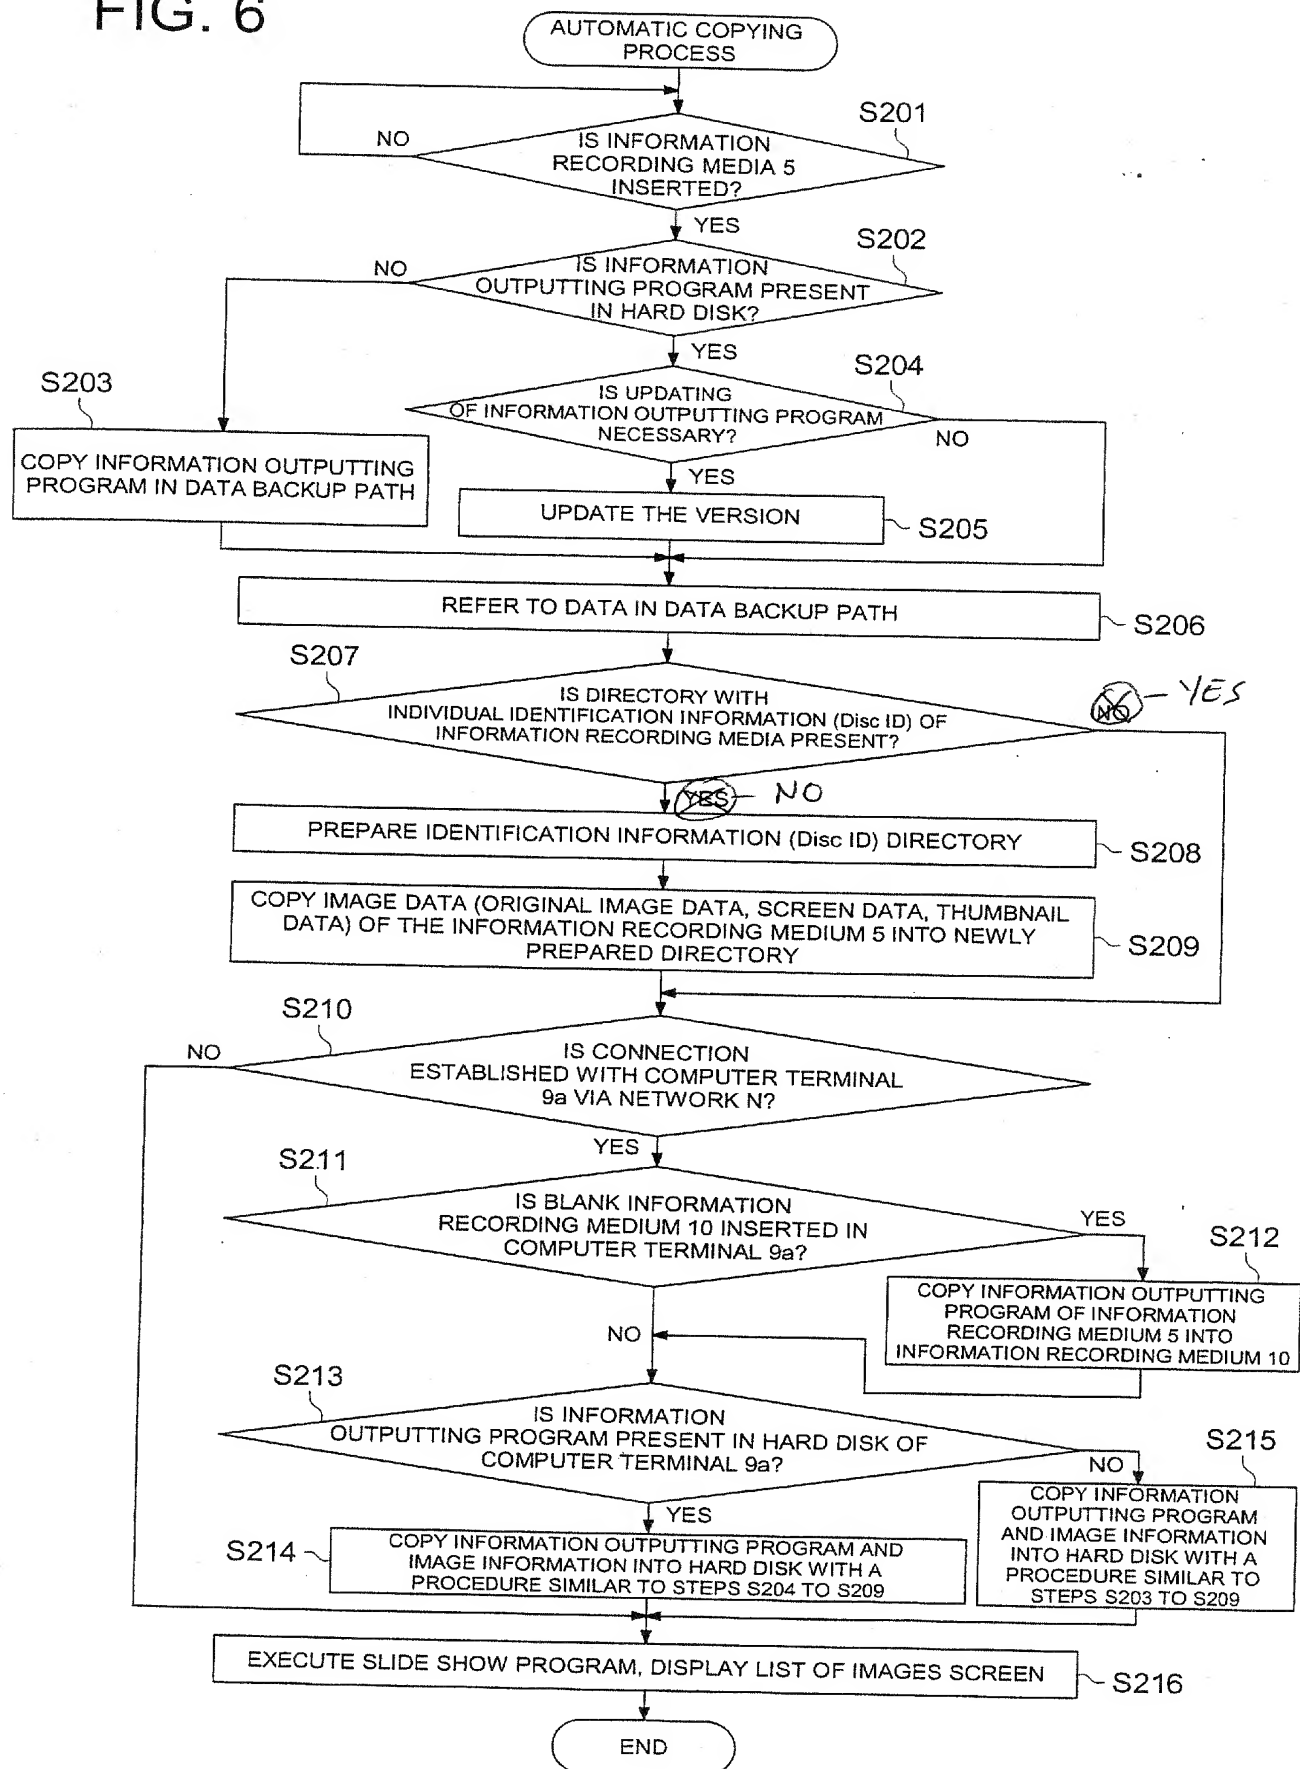 FIG. 6
AUTOMATIC COPYING
PROCESS
S201
NO
IS INFORMATION
RECORDING MEDIA 5
INSERTED?
YES
S202
NO
IS INFORMATION
OUTPUTTING PROGRAM PRESENT
IN HARD DISK?
YES
S203
S204
IS UPDATING
OF INFORMATION OUTPUTTING PROGRAM
NECESSARY?
NO
COPY INFORMATION OUTPUTTING
PROGRAM IN DATA BACKUP PATH
YES
UPDATE THE VERSION
S205
REFER TO DATA IN DATA BACKUP PATH
S206
S207
IS DIRECTORY WITH
INDIVIDUAL IDENTIFICATION INFORMATION (Disc ID) OF
INFORMATION RECORDING MEDIA PRESENT?
NO - YES
YES - NO
PREPARE IDENTIFICATION INFORMATION (Disc ID) DIRECTORY
S208
COPY IMAGE DATA (ORIGINAL IMAGE DATA, SCREEN DATA, THUMBNAIL
DATA) OF THE INFORMATION RECORDING MEDIUM 5 INTO NEWLY
PREPARED DIRECTORY
S209
S210
NO
IS CONNECTION
ESTABLISHED WITH COMPUTER TERMINAL
9a VIA NETWORK N?
YES
S211
IS BLANK INFORMATION
RECORDING MEDIUM 10 INSERTED IN
COMPUTER TERMINAL 9a?
YES
S212
COPY INFORMATION OUTPUTTING
PROGRAM OF INFORMATION
RECORDING MEDIUM 5 INTO
INFORMATION RECORDING MEDIUM 10
NO
S213
IS INFORMATION
OUTPUTTING PROGRAM PRESENT IN HARD DISK OF
COMPUTER TERMINAL 9a?
NO
S215
COPY INFORMATION
OUTPUTTING PROGRAM
AND IMAGE INFORMATION
INTO HARD DISK WITH A
PROCEDURE SIMILAR TO
STEPS S203 TO S209
YES
S214
COPY INFORMATION OUTPUTTING PROGRAM AND
IMAGE INFORMATION INTO HARD DISK WITH A
PROCEDURE SIMILAR TO STEPS S204 TO S209
EXECUTE SLIDE SHOW PROGRAM, DISPLAY LIST OF IMAGES SCREEN
S216
END